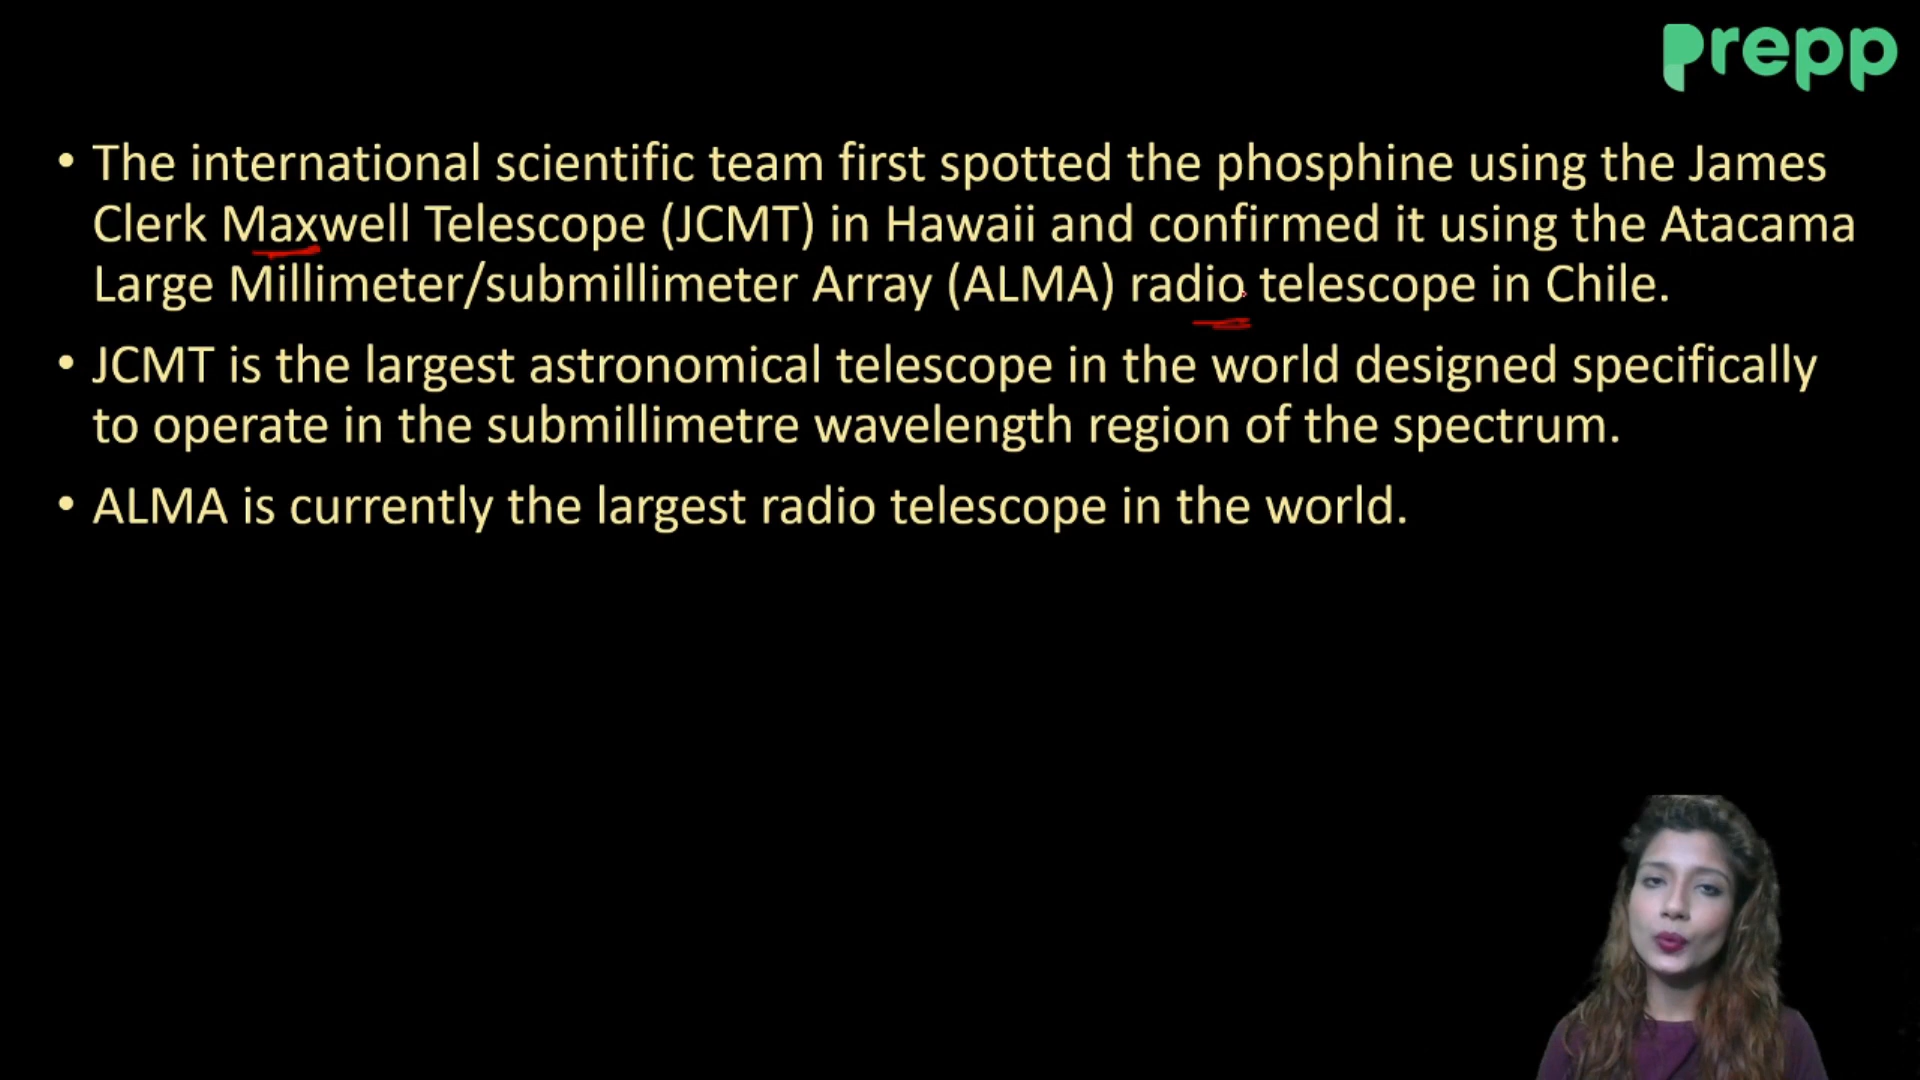 prepp
• The international scientific team first spotted the phosphine using the James
Clerk Maxwell Telescope (JCMT) in Hawaii and confirmed it using the Atacama
Large Millimeter/submillimeter Array (ALMA) radio telescope in Chile.
• JCMT is the largest astronomical telescope in the world designed specifically
to operate in the submillimetre wavelength region of the spectrum.
• ALMA is currently the largest radio telescope in the world.